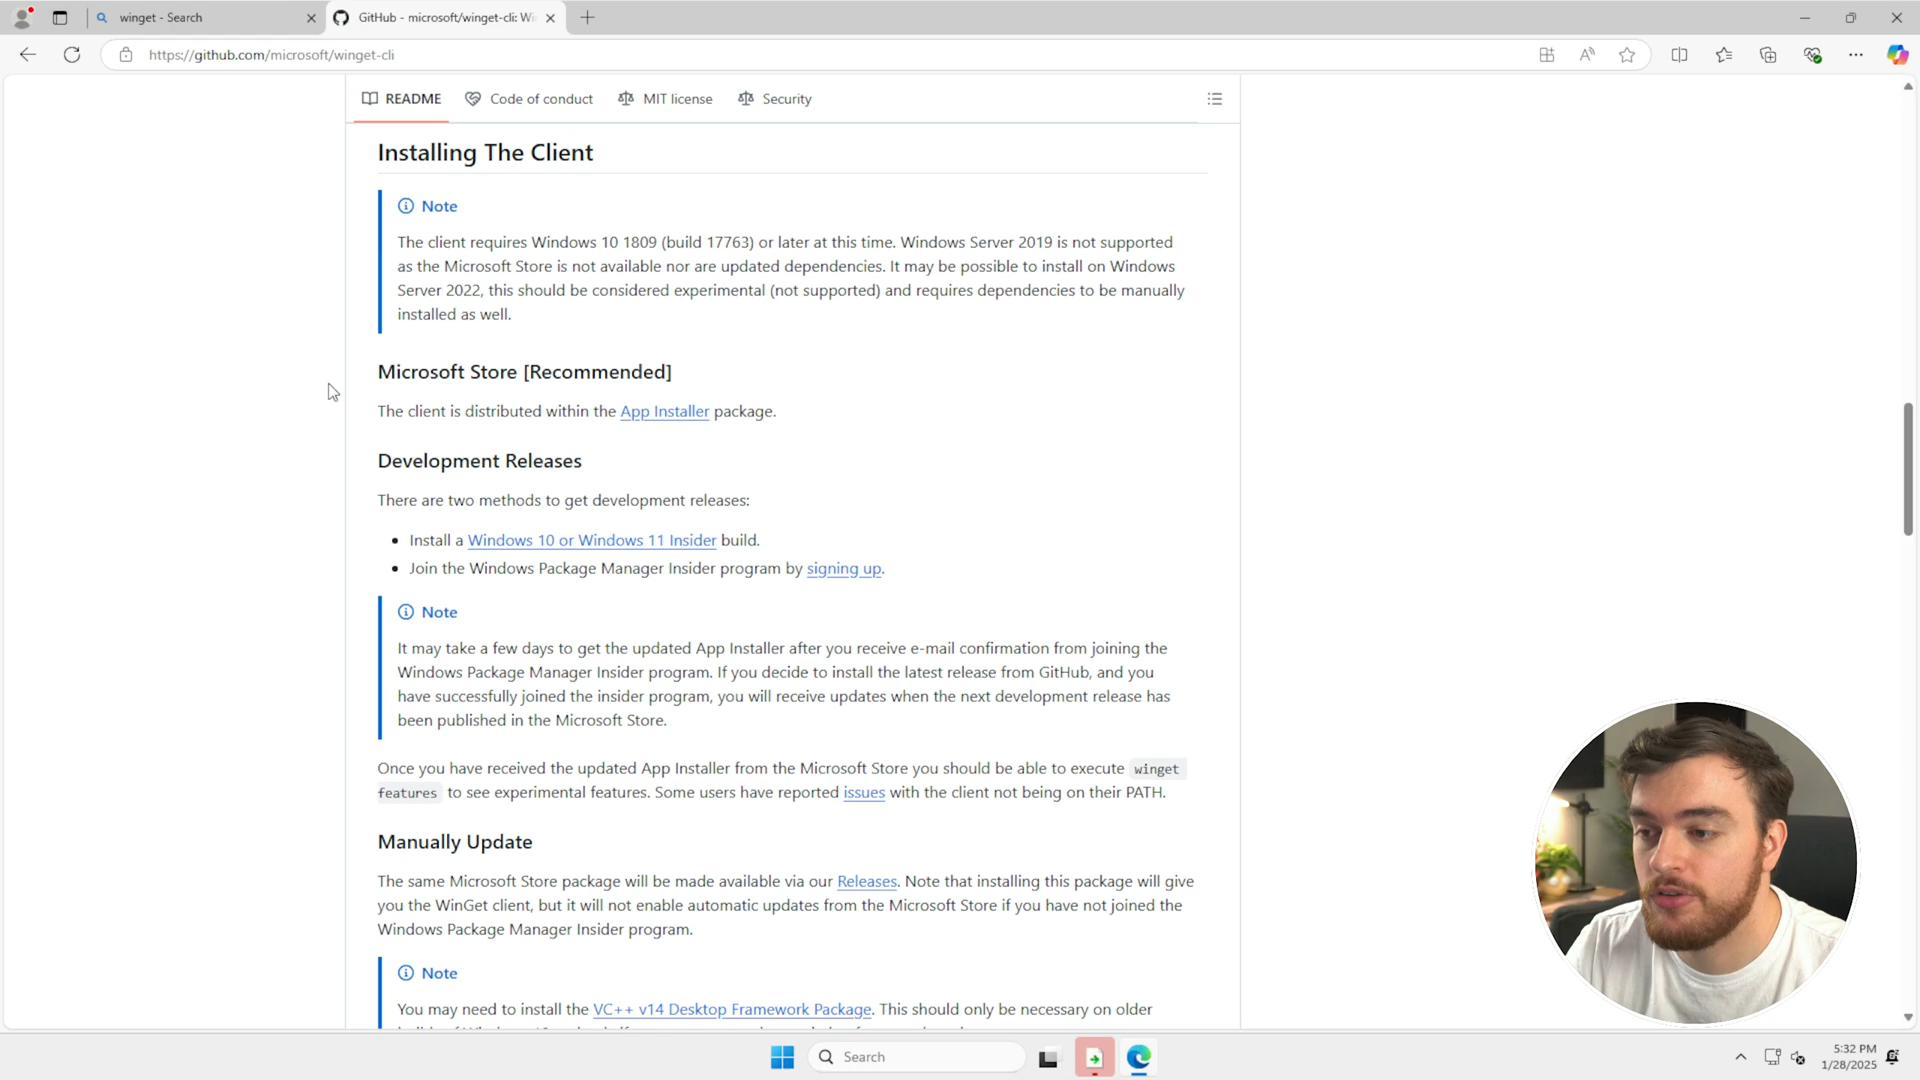 winget - Search
GitHub - microsoft/winget-cli: Wi
https://github.com/microsoft/winget-cli
README
Code of conduct
MIT license
Security
Installing The Client
Note
The client requires Windows 10 1809 (build 17763) or later at this time. Windows Server 2019 is not supported
as the Microsoft Store is not available nor are updated dependencies. It may be possible to install on Windows
Server 2022, this should be considered experimental (not supported) and requires dependencies to be manually
installed as well.
Microsoft Store [Recommended]
The client is distributed within the App Installer package.
Development Releases
There are two methods to get development releases:
• Install a Windows 10 or Windows 11 Insider build.
• Join the Windows Package Manager Insider program by signing up.
Note
It may take a few days to get the updated App Installer after you receive e-mail confirmation from joining the
Windows Package Manager Insider program. If you decide to install the latest release from GitHub, and you
have successfully joined the insider program, you will receive updates when the next development release has
been published in the Microsoft Store.
Once you have received the updated App Installer from the Microsoft Store you should be able to execute winget
features to see experimental features. Some users have reported issues with the client not being on their PATH.
Manually Update
The same Microsoft Store package will be made available via our Releases. Note that installing this package will give
you the WinGet client, but it will not enable automatic updates from the Microsoft Store if you have not joined the
Windows Package Manager Insider program.
Note
You may need to install the VC++ v14 Desktop Framework Package. This should only be necessary on older
Search
5:32 PM
1/28/2025